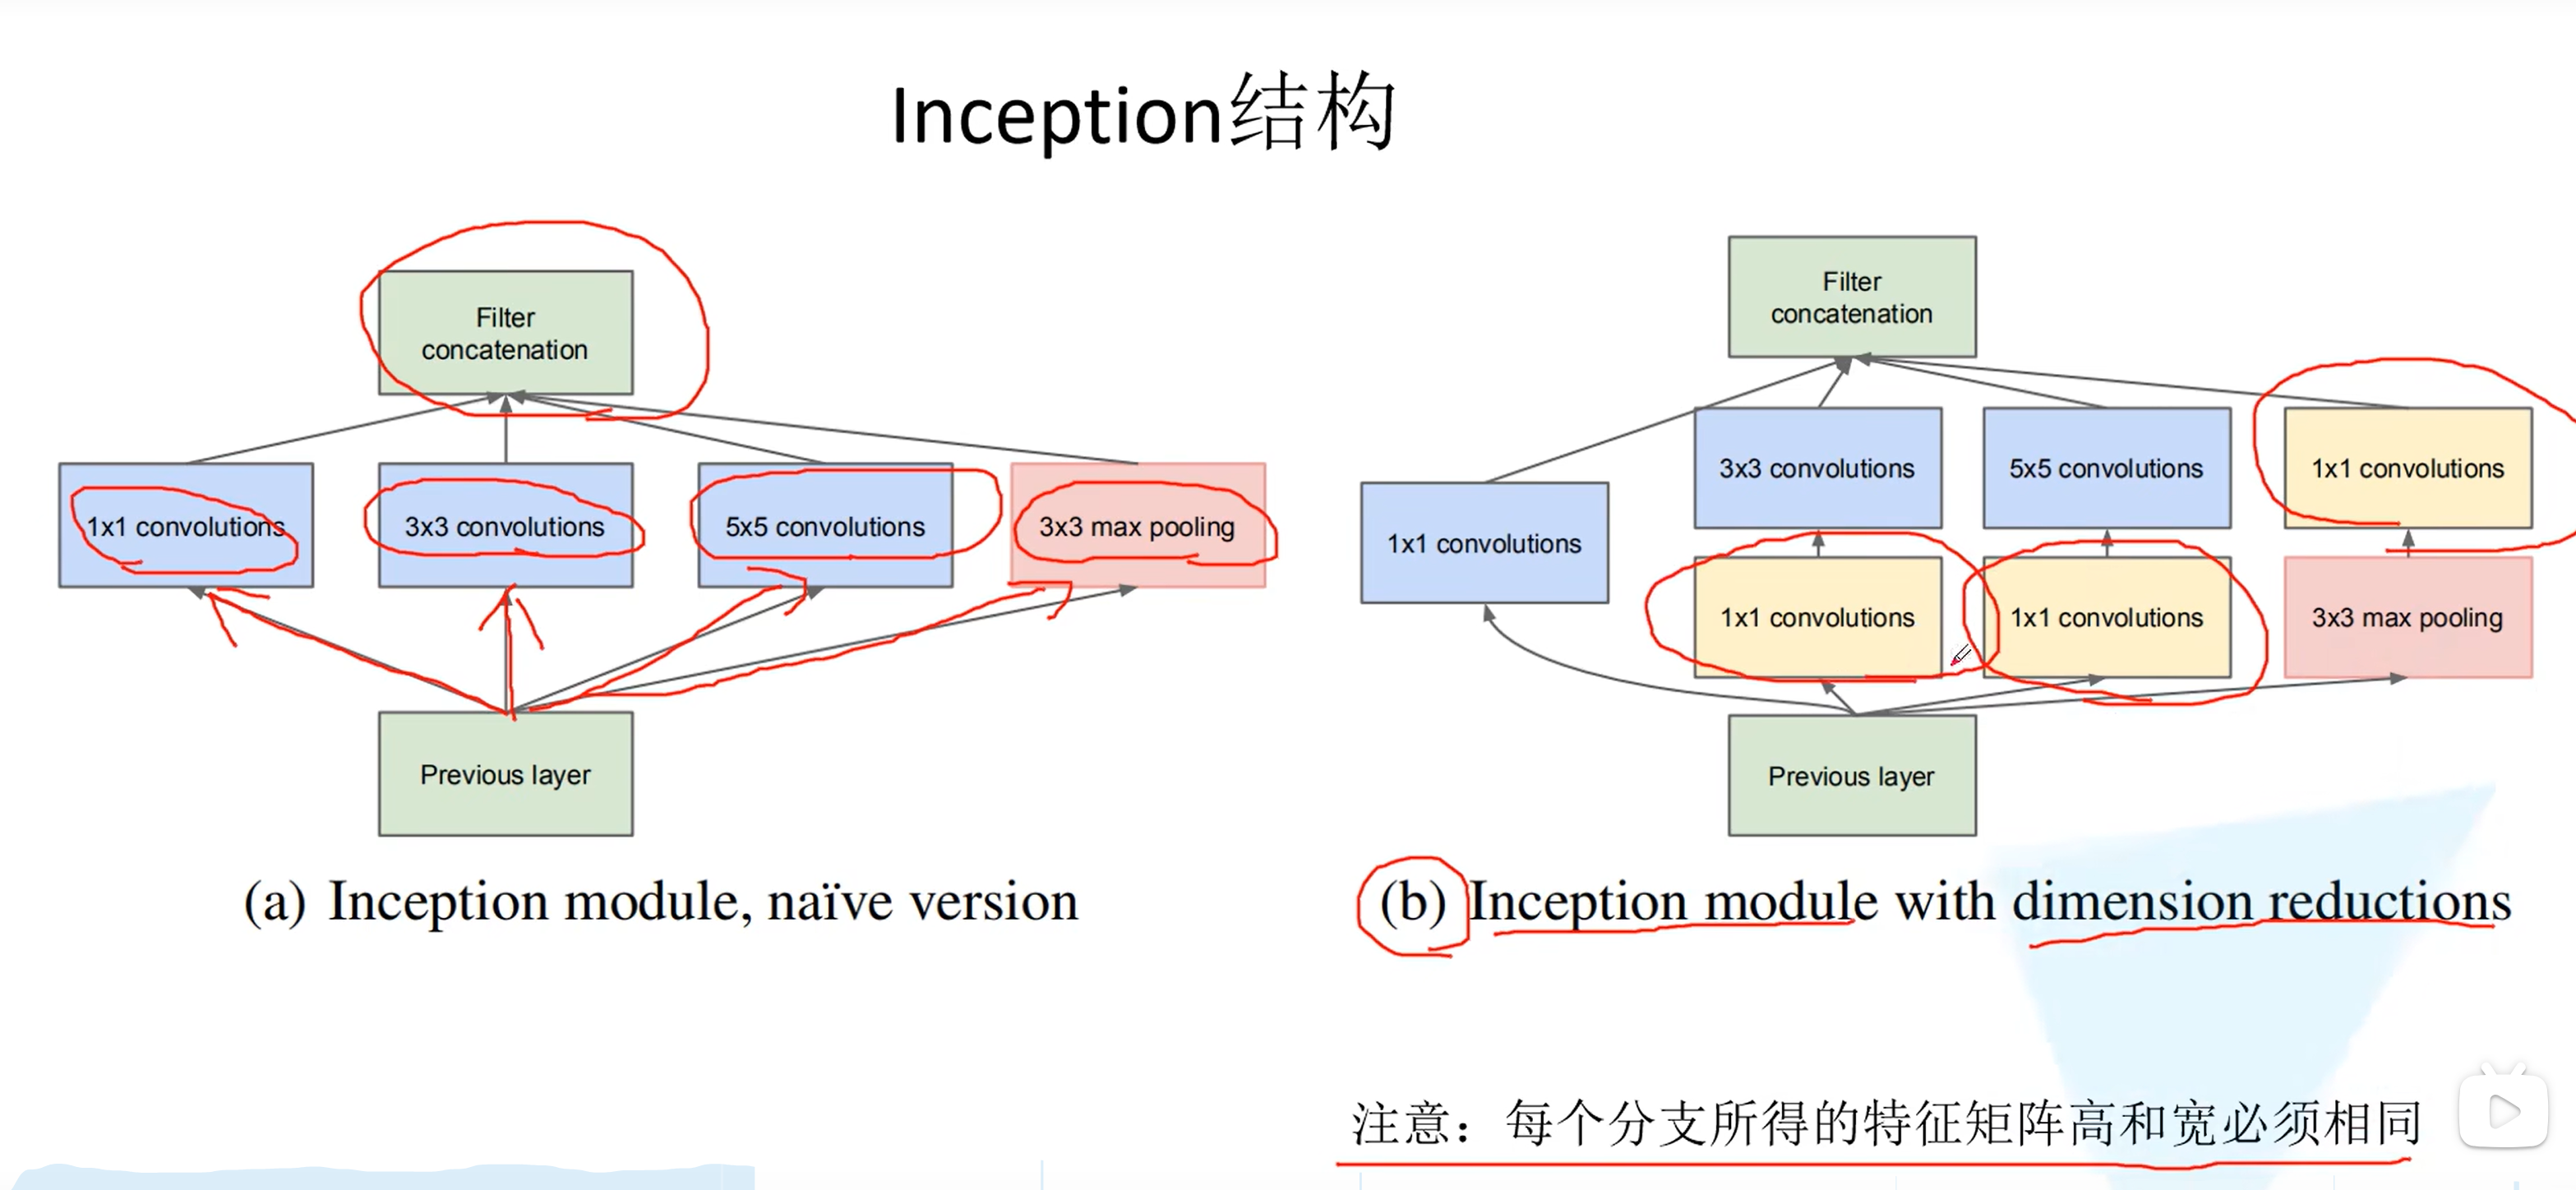 Inception结构
Filter
concatenation
1x1 convolutions
3x3 convolutions
5x5 convolutions
3x3 max pooling
Previous layer
(a) Inception module, naïve version
Filter
concatenation
3x3 convolutions
5x5 convolutions
1x1 convolutions
1x1 convolutions
1x1 convolutions
1x1 convolutions
3x3 max pooling
Previous layer
(b) Inception module with dimension reductions
注意：每个分支所得的特征矩阵高和宽必须相同